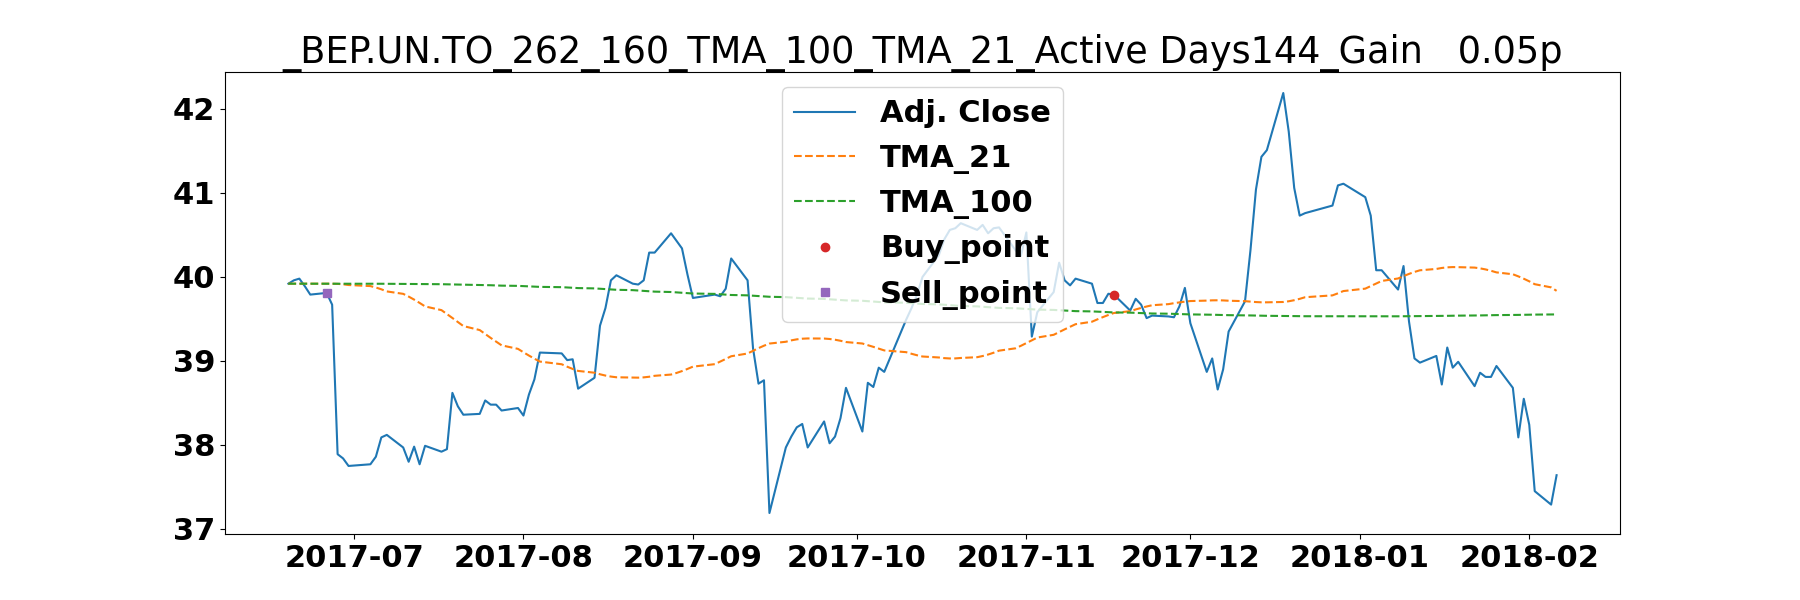 _BEP.UN.TO_262_160_TMA_100_TMA_21_Active Days144_Gain   0.05p
42
41
40
39
38
37
Adj. Close
TMA_21
TMA_100
Buy_point
Sell_point
2017-07 2017-08 2017-09 2017-10 2017-11 2017-12 2018-01 2018-02